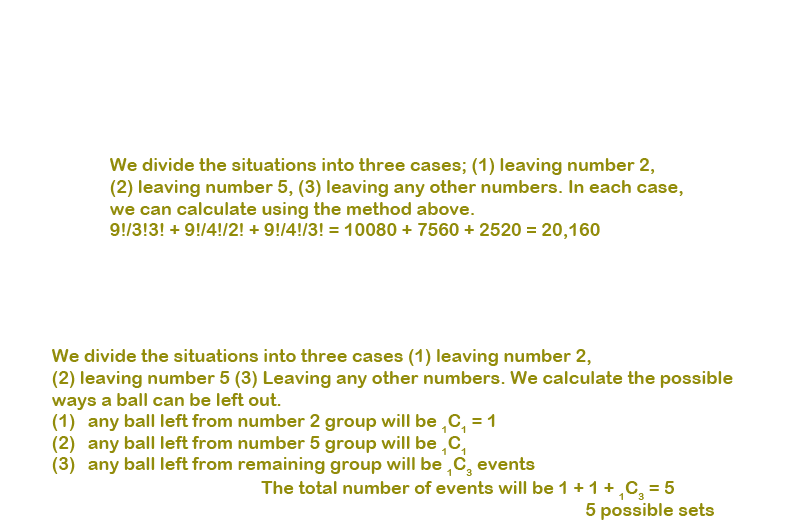 We divide the situations into three cases; (1) leaving number 2,
(2) leaving number 5, (3) leaving any other numbers. In each case,
we can calculate using the method above.
9!/3!3! + 9!/4!/2! + 9!/4!/3! = 10080 + 7560 + 2520 = 20,160
We divide the situations into three cases (1) leaving number 2,
(2) leaving number 5 (3) Leaving any other numbers. We calculate the possible
ways a ball can be left out.
(1) any ball left from number 2 group will be ₁C₁ = 1
(2) any ball left from number 5 group will be ₁C₁
(3) any ball left from remaining group will be ₁C₃ events
The total number of events will be 1 + 1 + ₁C₃ = 5
5 possible sets